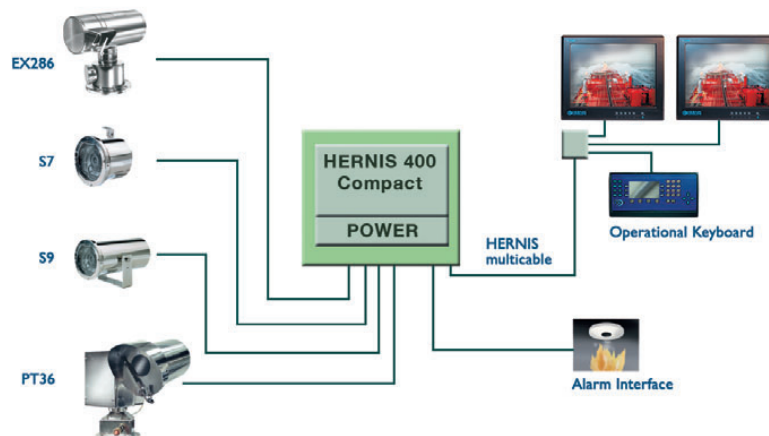 EX286
S7
S9
PT36
HERNIS 400
Compact
POWER
HERNIS
multicable
Operational Keyboard
Alarm Interface